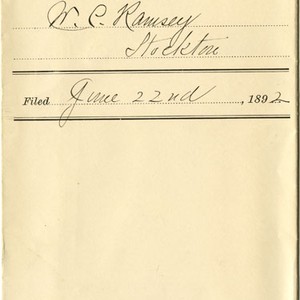 W. C. Ramsey
Stockton
Filed June 22nd, 1892